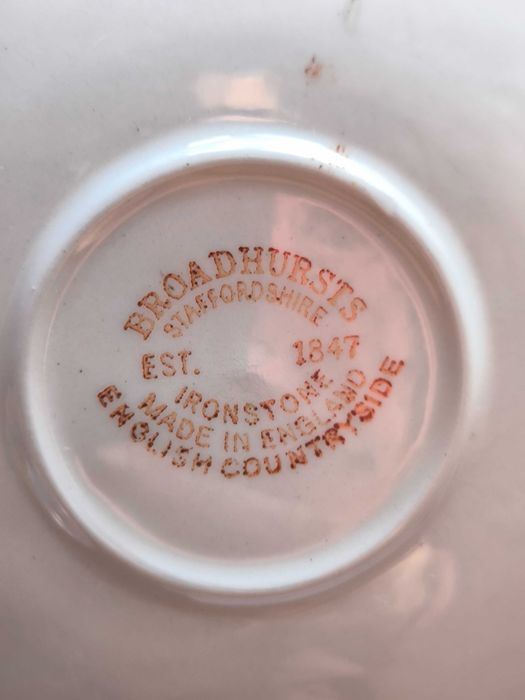 BROADHURSTS
STAFFORDSHIRE
EST. 1847
IRONSTONE
MADE IN ENGLAND
ENGLISH COUNTRYSIDE